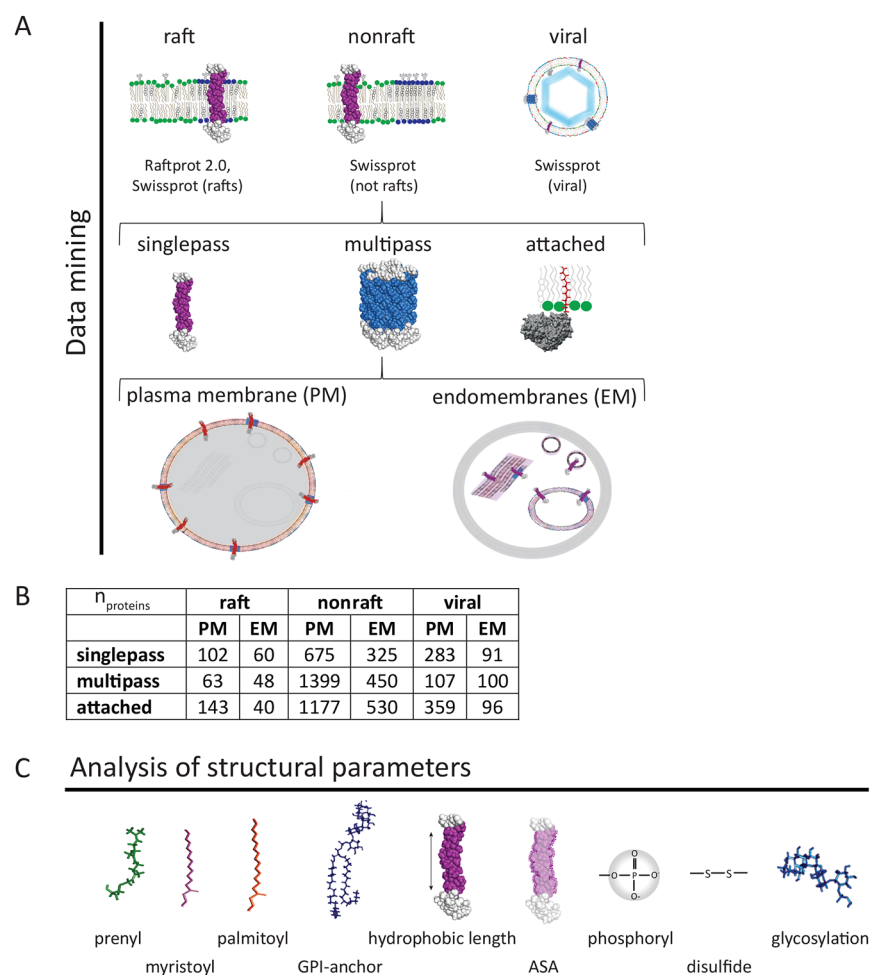 A
Data mining
raft nonraft viral
Raftprot 2.0,
Swissprot (rafts)
Swissprot
(not rafts)
Swissprot
(viral)
singlepass multipass attached
plasma membrane (PM) endomembranes (EM)
B
nproteins raft nonraft viral
PM EM PM EM PM EM
singlepass 102 60 675 325 283 91
multipass 63 48 1399 450 107 100
attached 143 40 1177 530 359 96
C Analysis of structural parameters
O
O P O-
O-
S S
prenyl palmitoyl hydrophobic length phosphoryl glycosylation
myristoyl GPI-anchor ASA disulfide